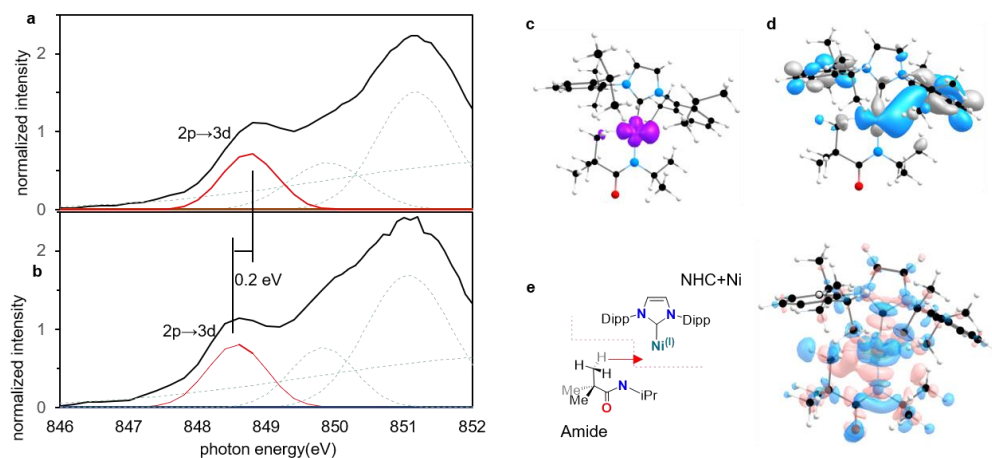 a
normalized intensity
2
1
0
2p→3d
b
normalized intensity
2
1
0
2p→3d
0.2 eV
846 847 848 849 850 851 852
photon energy(eV)
c
d
e
NHC+Ni
Dipp N N Dipp
Ni(I)
H
H H
Me
Me
N
iPr
O
Amide